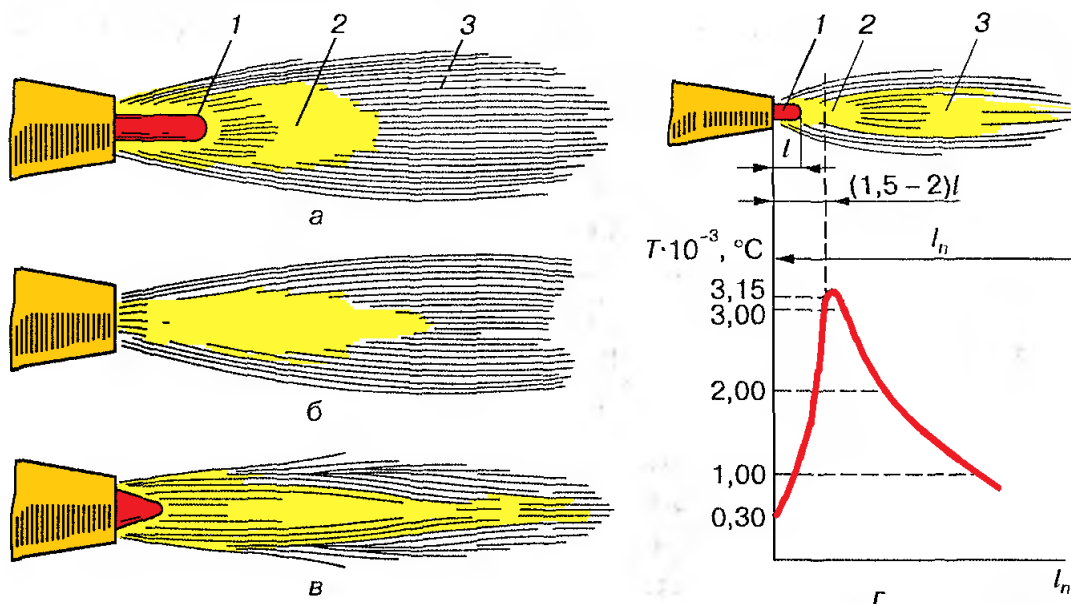 1 2 3
а
б
в
1 2 3
l
(1,5 – 2)l
T·10⁻³, °C
lп
3,15
3,00
2,00
1,00
0,30
lп
г